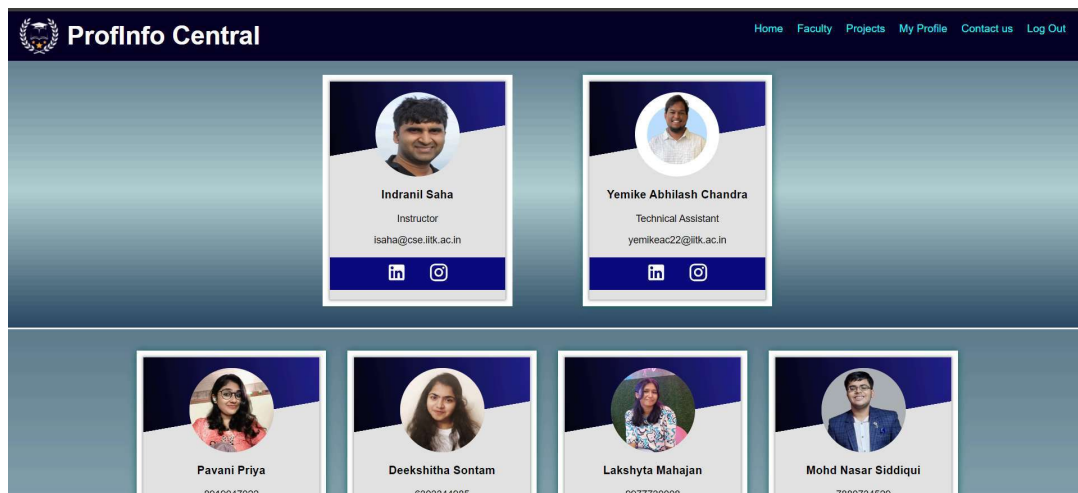 ProfInfo Central
Home Faculty Projects My Profile Contact us Log Out
Indranil Saha
Instructor
isaha@cse.iitk.ac.in
Yemike Abhilash Chandra
Technical Assistant
yemikeac22@iitk.ac.in
Pavani Priya
Deekshitha Sontam
Lakshyta Mahajan
Mohd Nasar Siddiqui